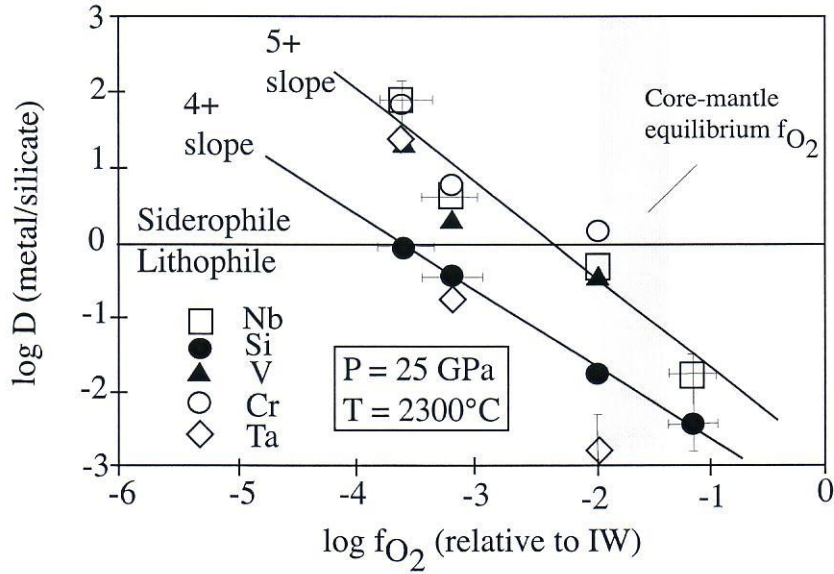 3
2
1
0
-1
-2
-3
log D (metal/silicate)
5+
slope
4+
slope
Core-mantle
equilibrium fO2
Siderophile
Lithophile
Nb
Si
V
Cr
Ta
P = 25 GPa
T = 2300°C
-6 -5 -4 -3 -2 -1 0
log fO2 (relative to IW)